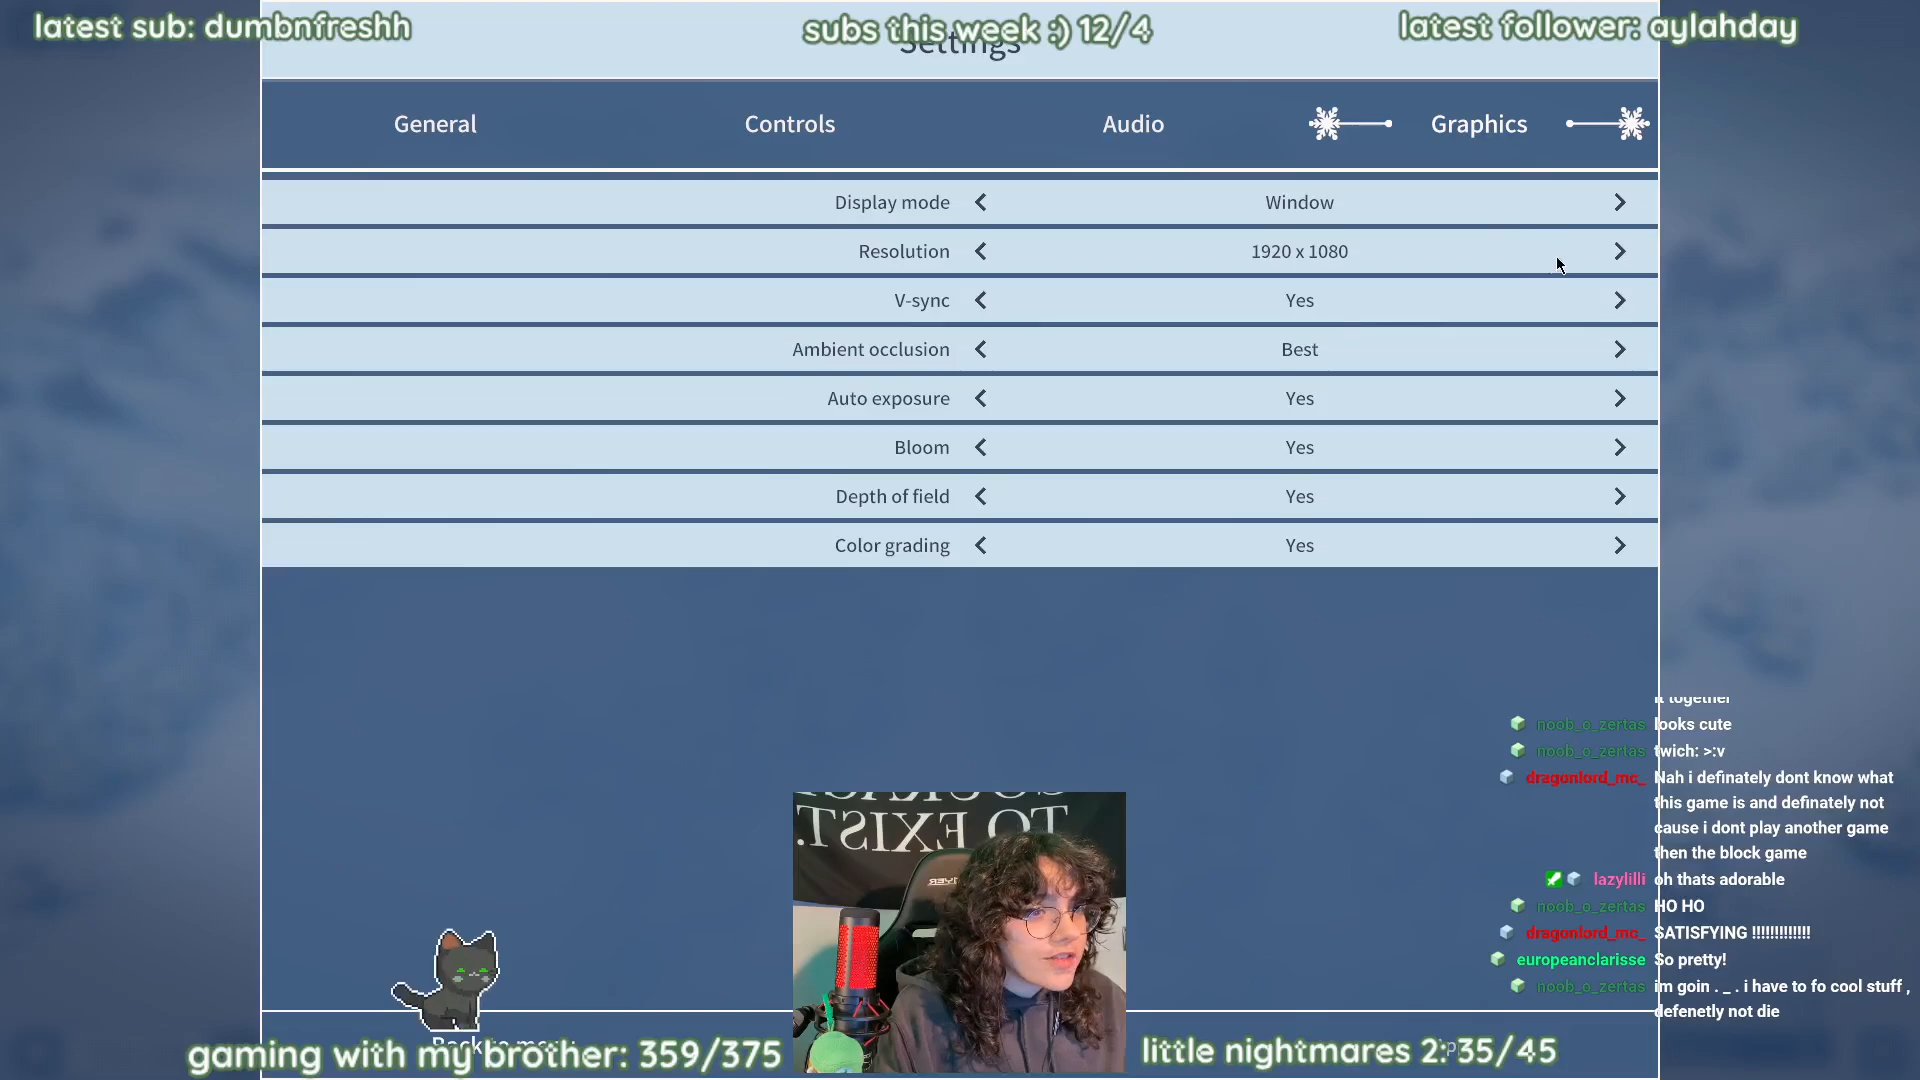 latest sub: dumbnfreshh
subs this week :) 12/4
latest follower: aylahday
Settings
General
Controls
Audio
Graphics
Display mode
Window
Resolution
1920 x 1080
V-sync
Yes
Ambient occlusion
Best
Auto exposure
Yes
Bloom
Yes
Depth of field
Yes
Color grading
Yes
it together
noob_o_zertas looks cute
noob_o_zertas twich: >:v
dragonlord_mc_ Nah i definately dont know what
this game is and definately not
cause i dont play another game
then the block game
lazylilli oh thats adorable
noob_o_zertas HO HO
dragonlord_mc_ SATISFYING !!!!!!!!!!!!!
europeanclarisse So pretty!
noob_o_zertas im goin . _ . i have to fo cool stuff ,
defenetly not die
TO EXIST.
gaming with my brother: 359/375
little nightmares 2: 35/45